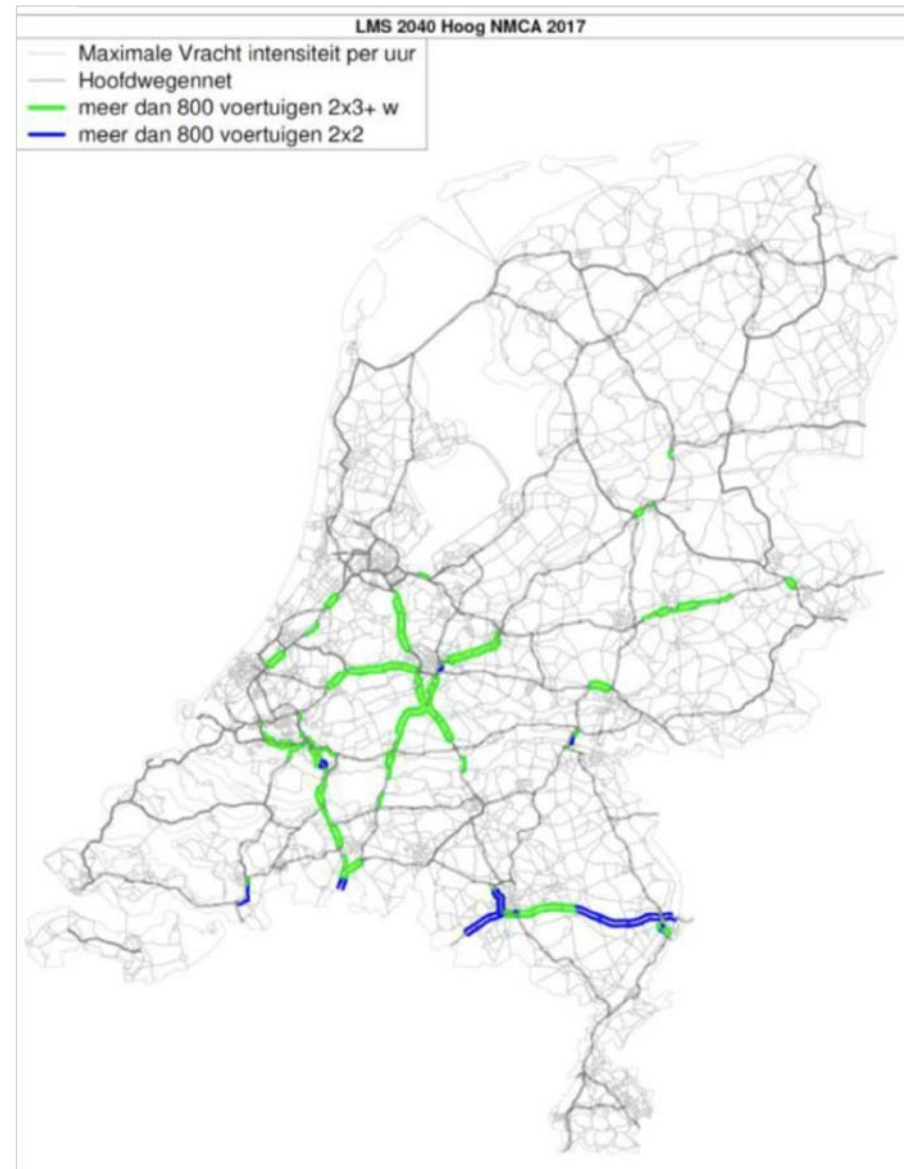 LMS 2040 Hoog NMCA 2017
Maximale Vracht intensiteit per uur
Hoofdwegennet
meer dan 800 voertuigen 2x3+ w
meer dan 800 voertuigen 2x2